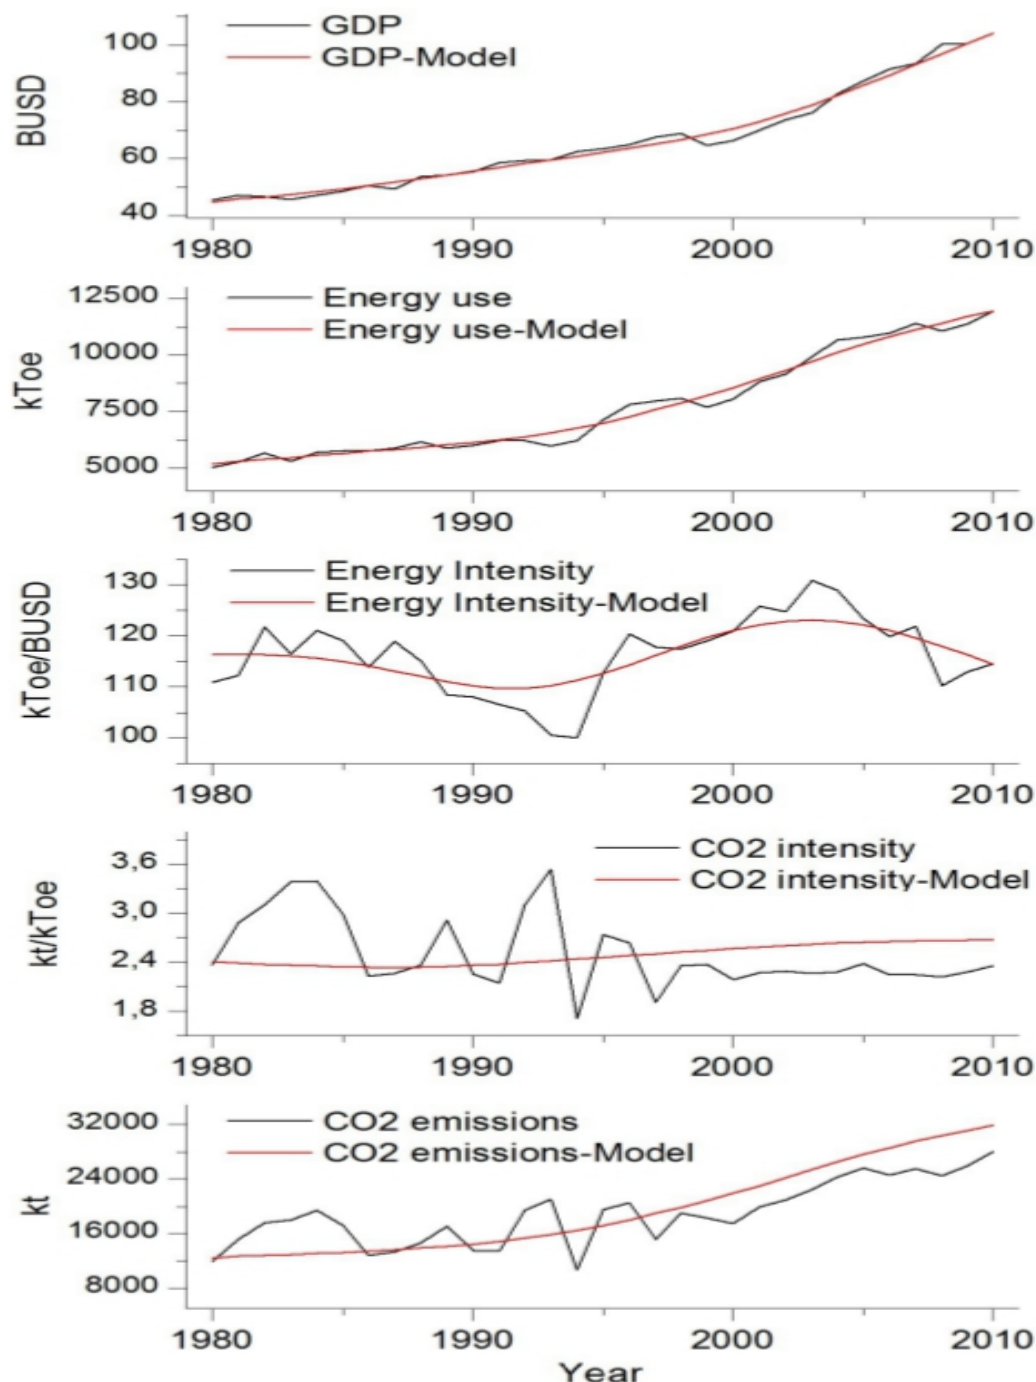 GDP
GDP-Model
100
80
60
40
BUSD
1980 1990 2000 2010
Energy use
Energy use-Model
12500
10000
7500
5000
kToe
1980 1990 2000 2010
Energy Intensity
Energy Intensity-Model
130
120
110
100
kToe/BUSD
1980 1990 2000 2010
CO2 intensity
CO2 intensity-Model
3,6
3,0
2,4
1,8
kt/kToe
1980 1990 2000 2010
CO2 emissions
CO2 emissions-Model
32000
24000
16000
8000
kt
1980 1990 2000 2010
Year